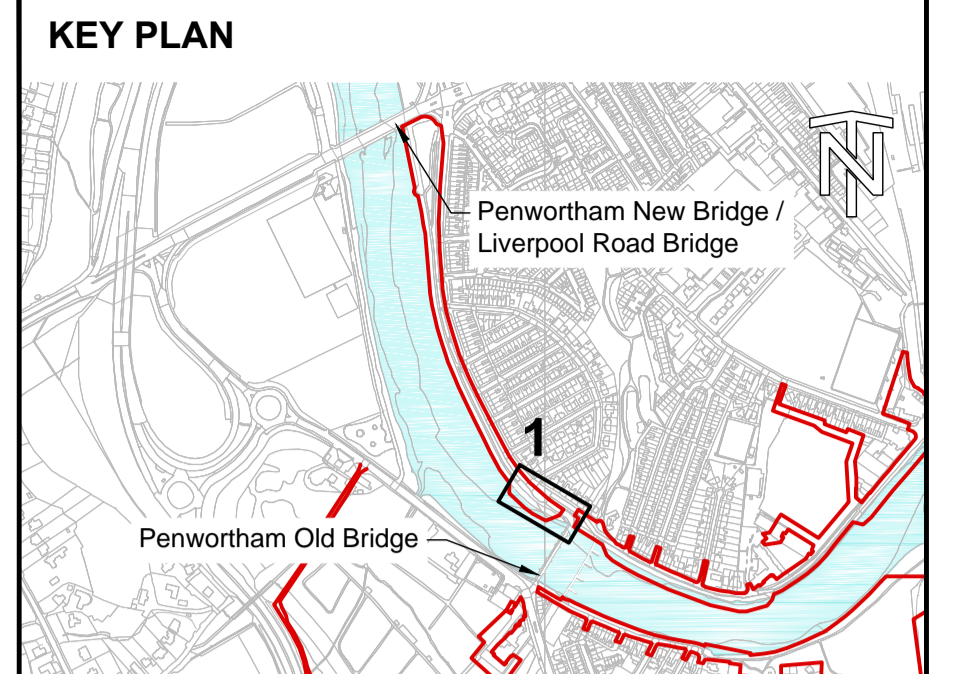 KEY PLAN
N
Penwortham New Bridge /
Liverpool Road Bridge
1
Penwortham Old Bridge